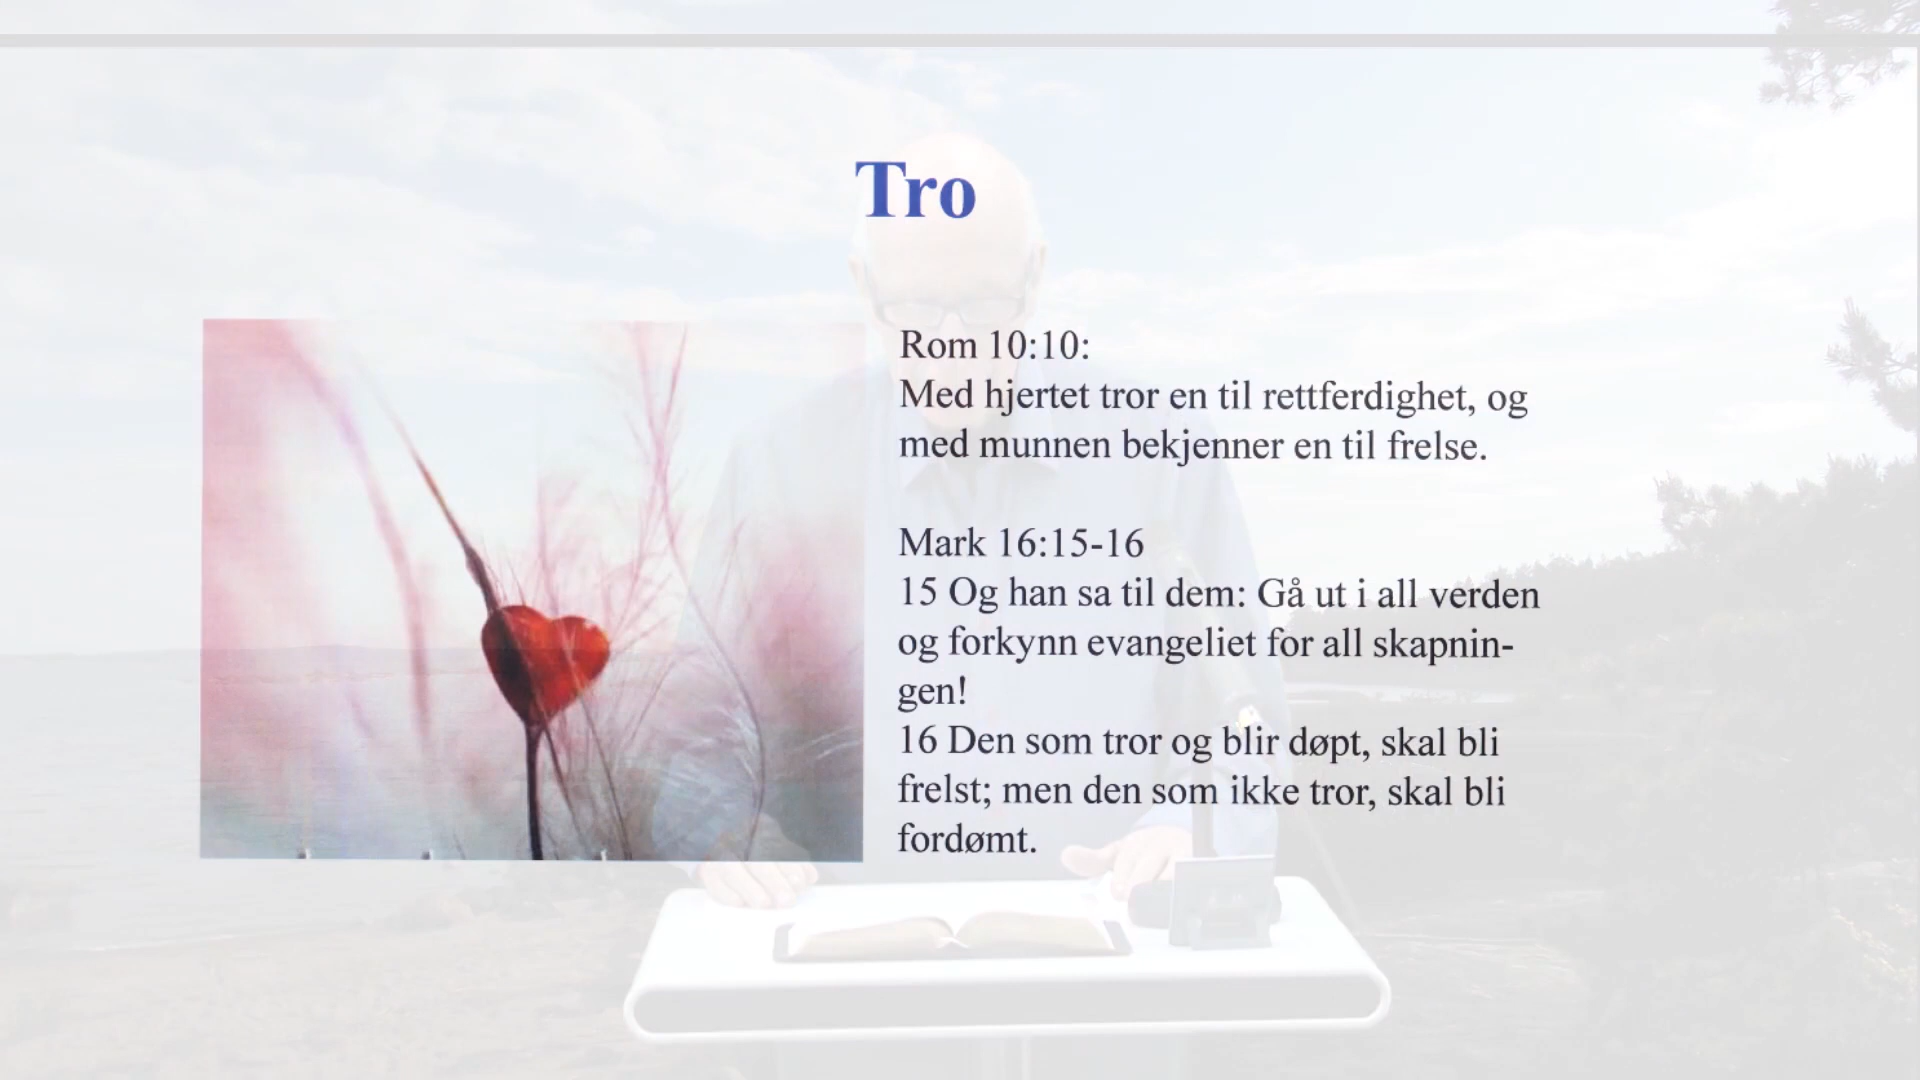 Tro
Rom 10:10:
Med hjertet tror en til rettferdighet, og
med munnen bekjenner en til frelse.
Mark 16:15-16
15 Og han sa til dem: Gå ut i all verden
og forkynn evangeliet for all skapnin-
gen!
16 Den som tror og blir døpt, skal bli
frelst; men den som ikke tror, skal bli
fordømt.